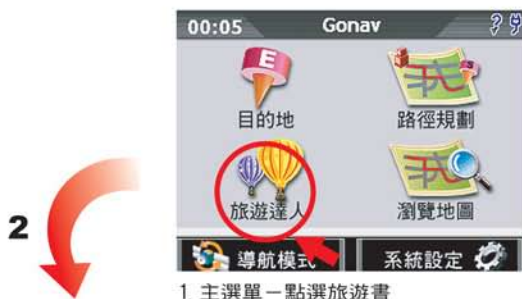 00:05 Gonav
E S
目的地 路徑規劃
旅遊達人 瀏覽地圖
導航模式 系統設定
2
1 主選單－點選旅遊書